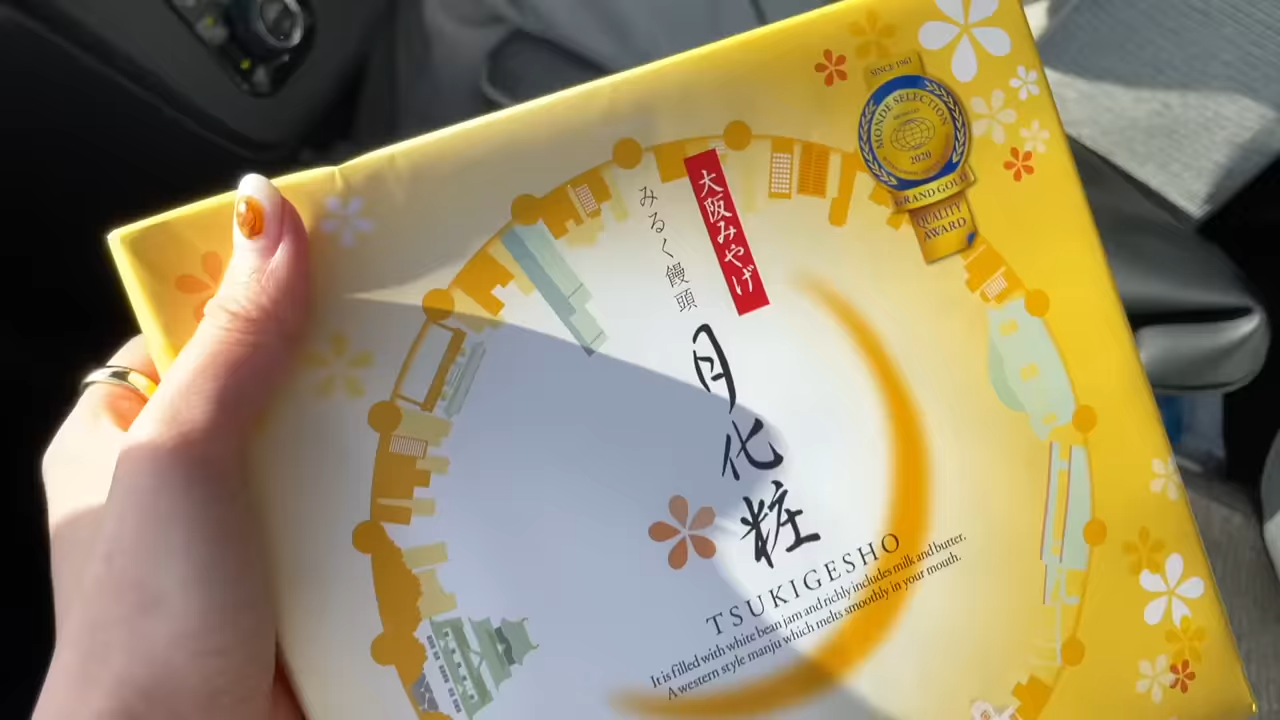 SINCE 1961
MONDE SELECTION
2020
GRAND GOLD
QUALITY
AWARD
大阪みやげ
みるく饅頭
月化粧
TSUKIGESHO
It is filled with white bean jam and richly includes milk and butter.
A western style manju which melts smoothly in your mouth.